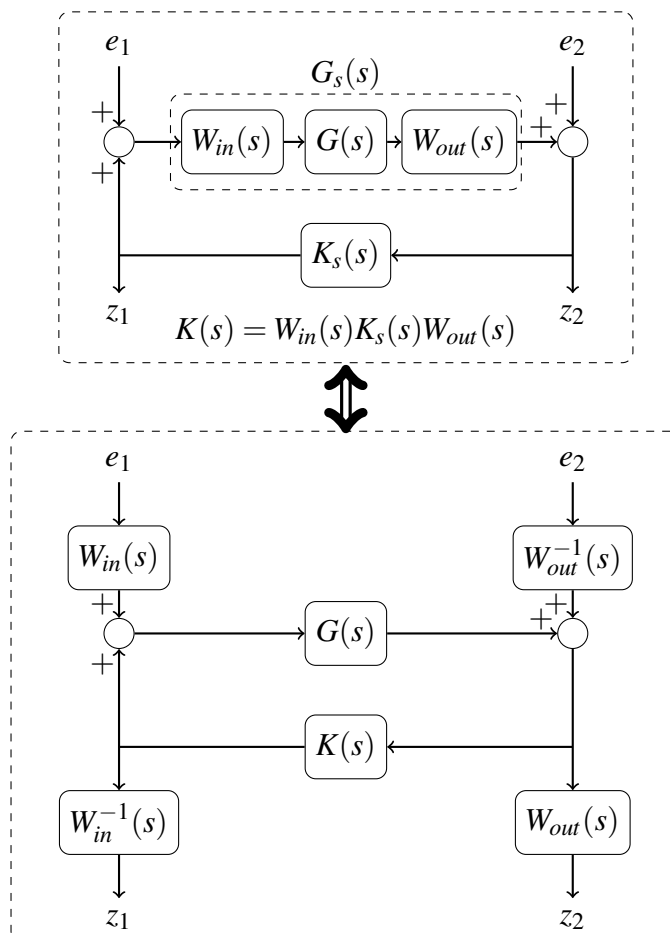 e₁ e₂
G_s(s)
+ +
W_in(s) G(s) W_out(s) +
+
K_s(s)
z₁ z₂
K(s) = W_in(s)K_s(s)W_out(s)
e₁ e₂
W_in(s) W_out⁻¹(s)
+ +
G(s) +
+
K(s)
W_in⁻¹(s) W_out(s)
z₁ z₂